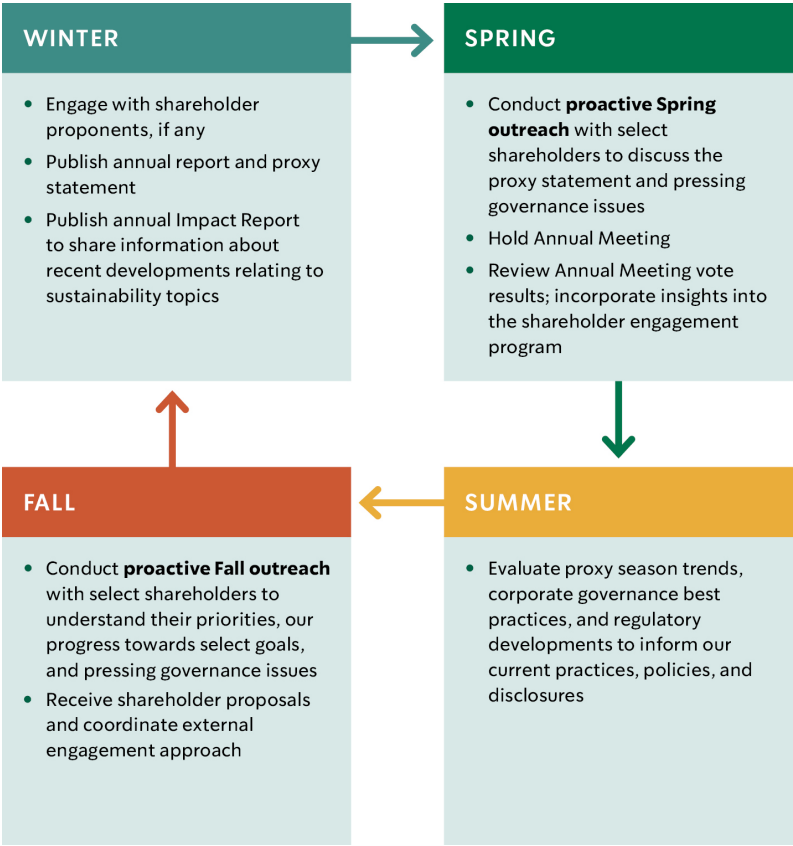 WINTER
• Engage with shareholder
proponents, if any
• Publish annual report and proxy
statement
• Publish annual Impact Report
to share information about
recent developments relating to
sustainability topics
SPRING
• Conduct proactive Spring
outreach with select
shareholders to discuss the
proxy statement and pressing
governance issues
• Hold Annual Meeting
• Review Annual Meeting vote
results; incorporate insights into
the shareholder engagement
program
SUMMER
• Evaluate proxy season trends,
corporate governance best
practices, and regulatory
developments to inform our
current practices, policies, and
disclosures
FALL
• Conduct proactive Fall outreach
with select shareholders to
understand their priorities, our
progress towards select goals,
and pressing governance issues
• Receive shareholder proposals
and coordinate external
engagement approach